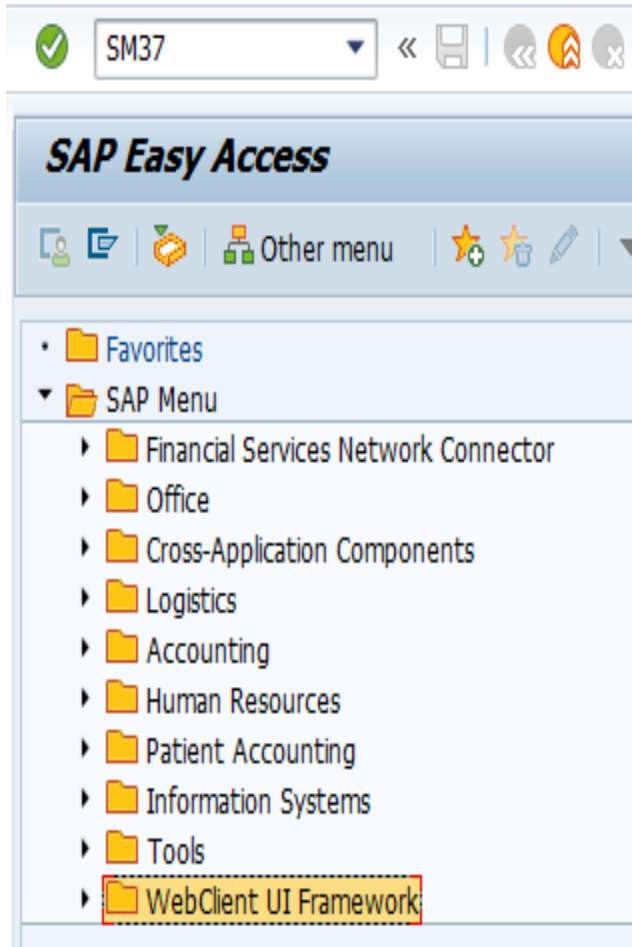 SM37
SAP Easy Access
Other menu
Favorites
SAP Menu
Financial Services Network Connector
Office
Cross-Application Components
Logistics
Accounting
Human Resources
Patient Accounting
Information Systems
Tools
WebClient UI Framework